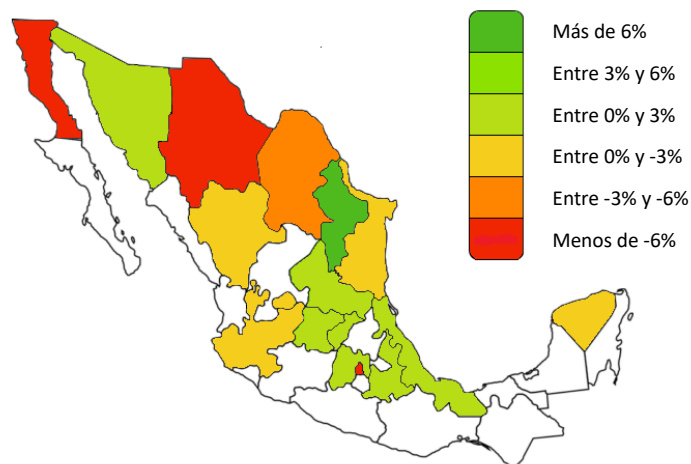 Más de 6%
Entre 3% y 6%
Entre 0% y 3%
Entre 0% y -3%
Entre -3% y -6%
Menos de -6%